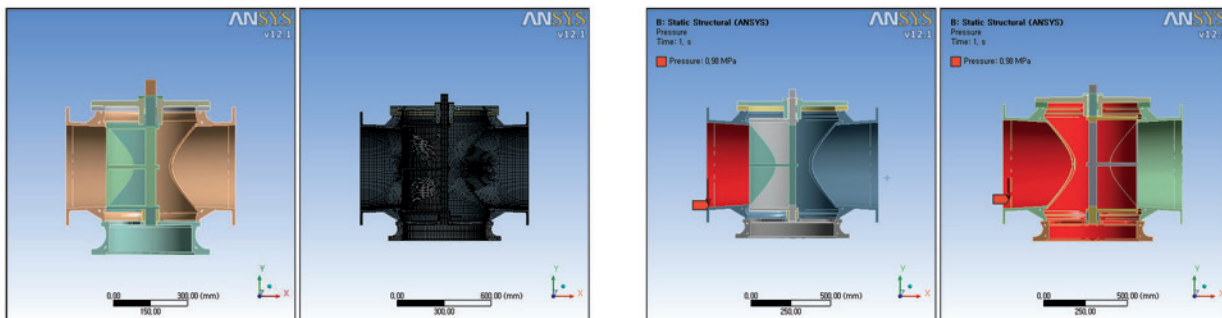 ANSYS
v12.1
0.00
300.00 (mm)
150.00
Y
X
ANSYS
v12.1
0.00
600.00 (mm)
300.00
Y
X
B: Static Structural (ANSYS)
Pressure
Time: 1, s
Pressure: 0,98 MPa
ANSYS
v12.1
0.00
500.00 (mm)
250.00
Y
X
B: Static Structural (ANSYS)
Pressure
Time: 1, s
Pressure: 0,98 MPa
ANSYS
v12.1
0.00
500.00 (mm)
250.00
Y
X